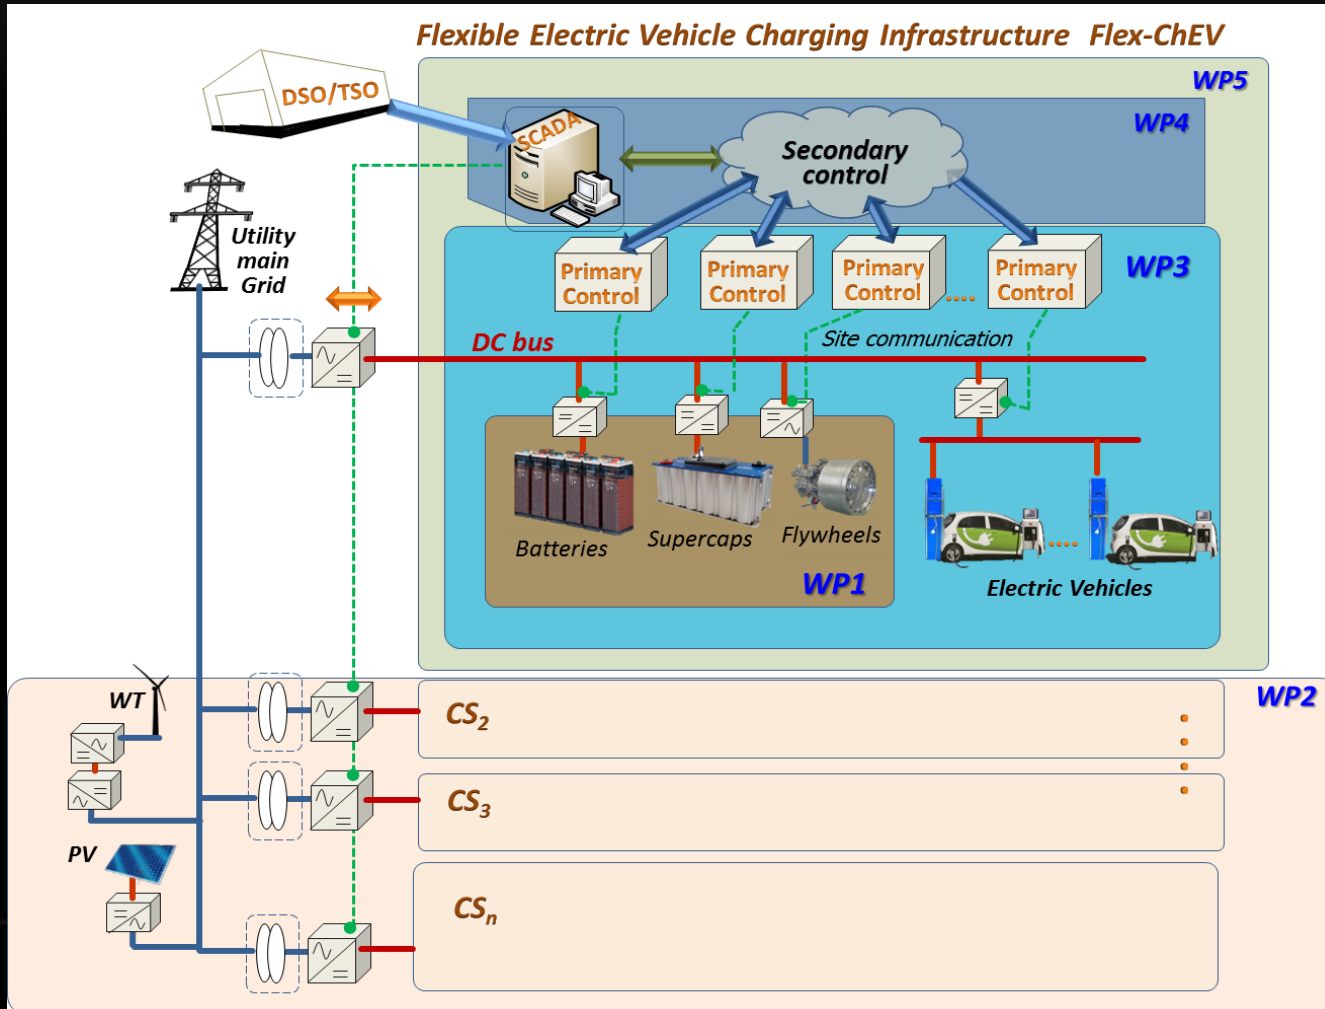 Flexible Electric Vehicle Charging Infrastructure Flex-ChEV
WP5
DSO/TSO
WP4
SCADA
Secondary
control
Utility
main
Grid
WP3
Primary
Control
Primary
Control
Primary
Control
....
Primary
Control
DC bus
Site communication
Batteries
Supercaps
Flywheels
WP1
....
Electric Vehicles
WP2
WT
CS2
CS3
PV
CSn